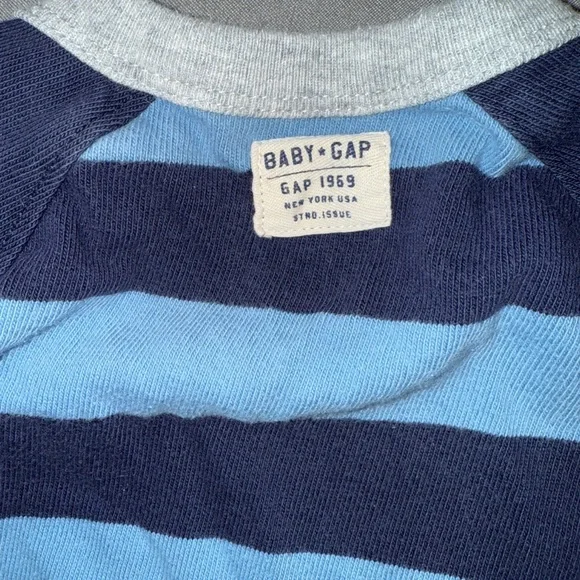 BABY★GAP
GAP 1969
NEW YORK USA
STND.ISSUE